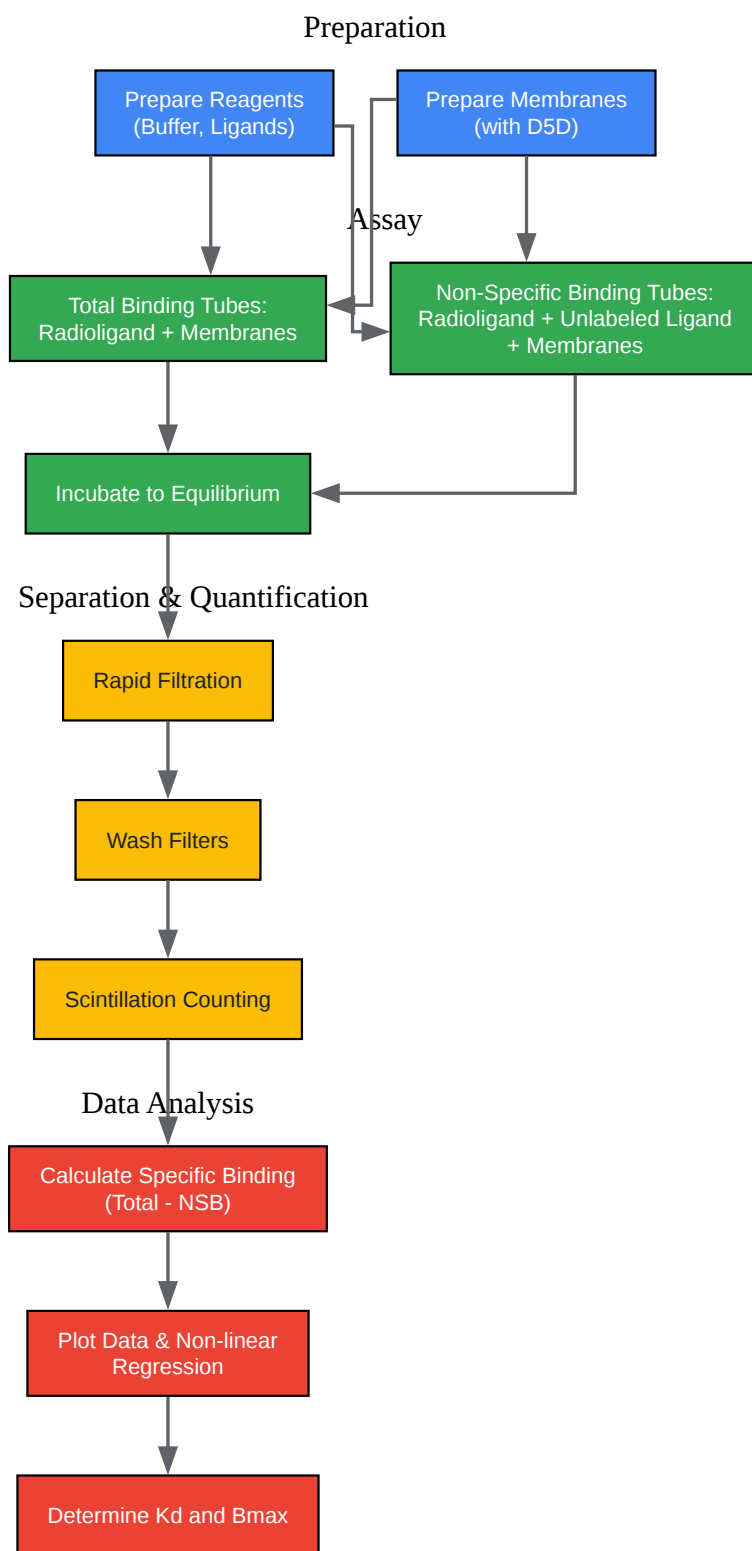 Preparation
Prepare Reagents
(Buffer, Ligands)
Prepare Membranes
(with D5D)
Assay
Total Binding Tubes:
Radioligand + Membranes
Non-Specific Binding Tubes:
Radioligand + Unlabeled Ligand
+ Membranes
Incubate to Equilibrium
Separation & Quantification
Rapid Filtration
Wash Filters
Scintillation Counting
Data Analysis
Calculate Specific Binding
(Total - NSB)
Plot Data & Non-linear
Regression
Determine Kd and Bmax